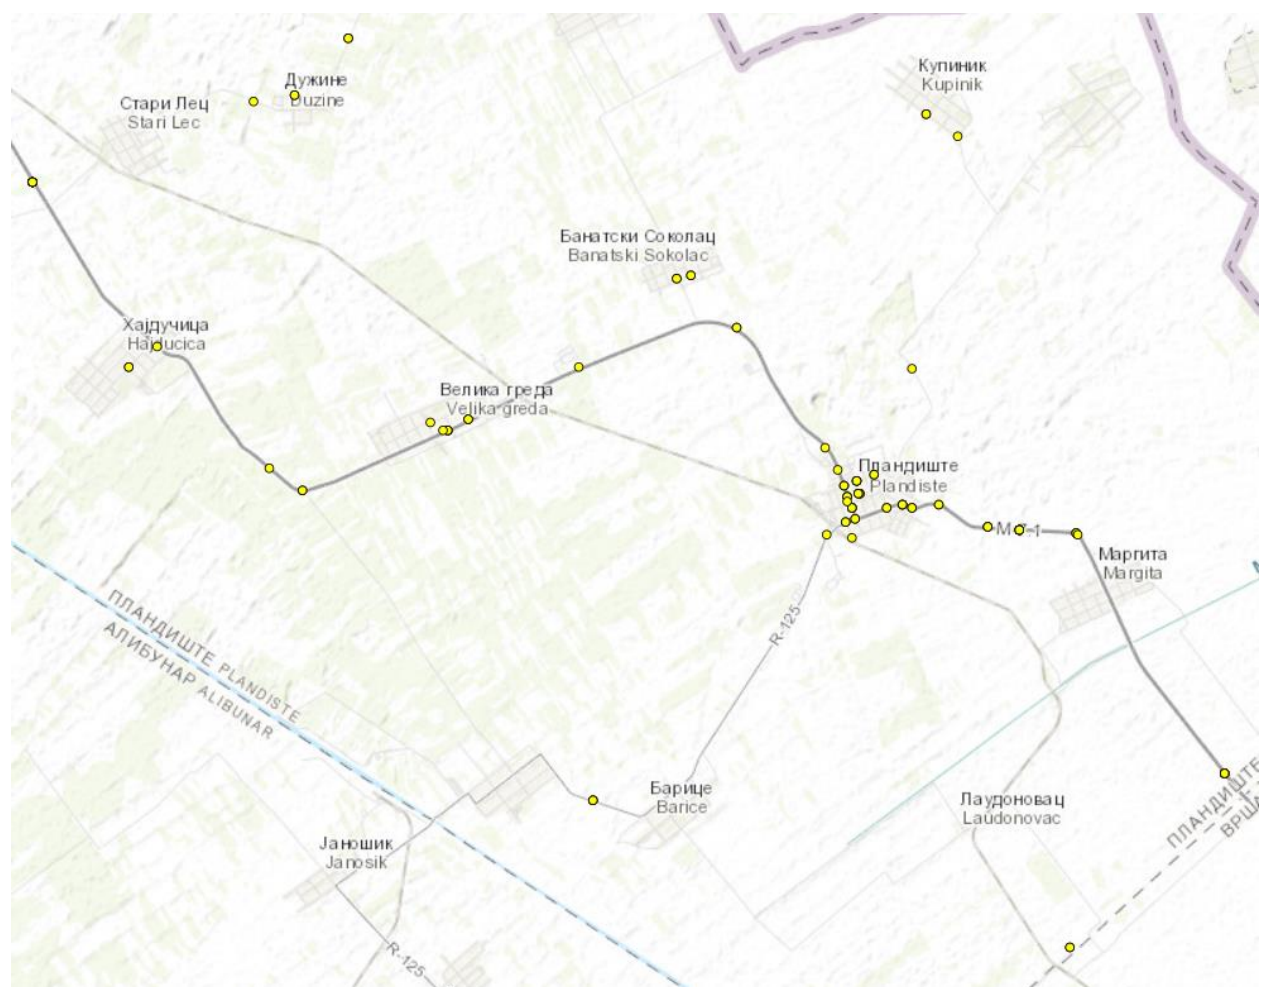 Дужине
Duzine
Стари Лец
Stari Lec
Купиник
Kupinik
Банатски Соколац
Banatski Sokolac
Хајдучица
Hajducica
Велика греда
Velika greda
Пландиште
Plandiste
Маргита
Margita
R-125
ПЛАНДИШТЕ PLANDISTE
АЛИБУНАР ALIBUNAR
Барице
Barice
Лаудоновац
Laudonovac
ПЛАНДИШТЕ
Јаношик
Janosik
R-125